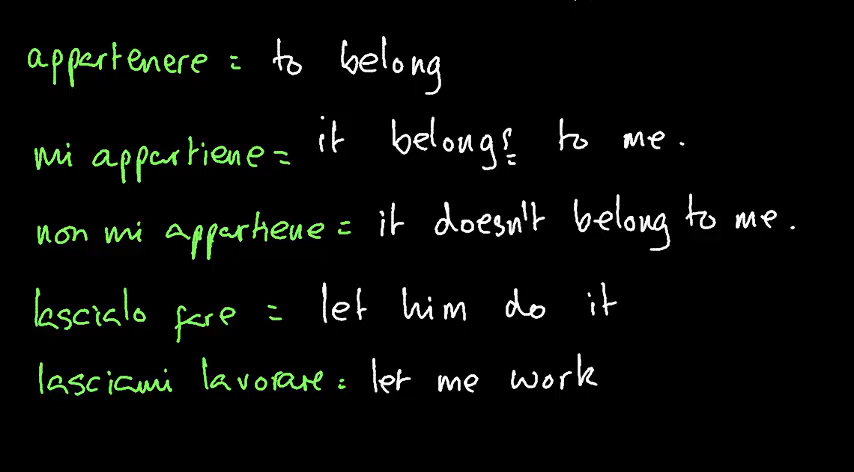 appartenere = to belong
mi appartiene = it belongs to me.
non mi appartiene = it doesn't belong to me.
lascialo fare = let him do it
lasciami lavorare = let me work